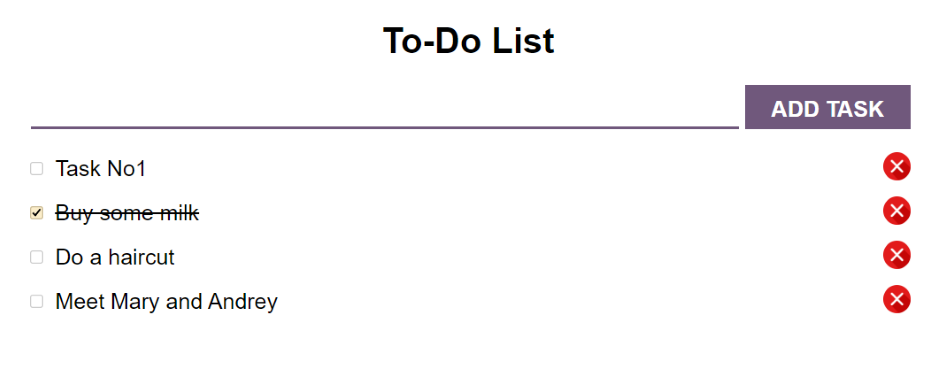 To-Do List
ADD TASK
Task No1
Buy some milk
Do a haircut
Meet Mary and Andrey